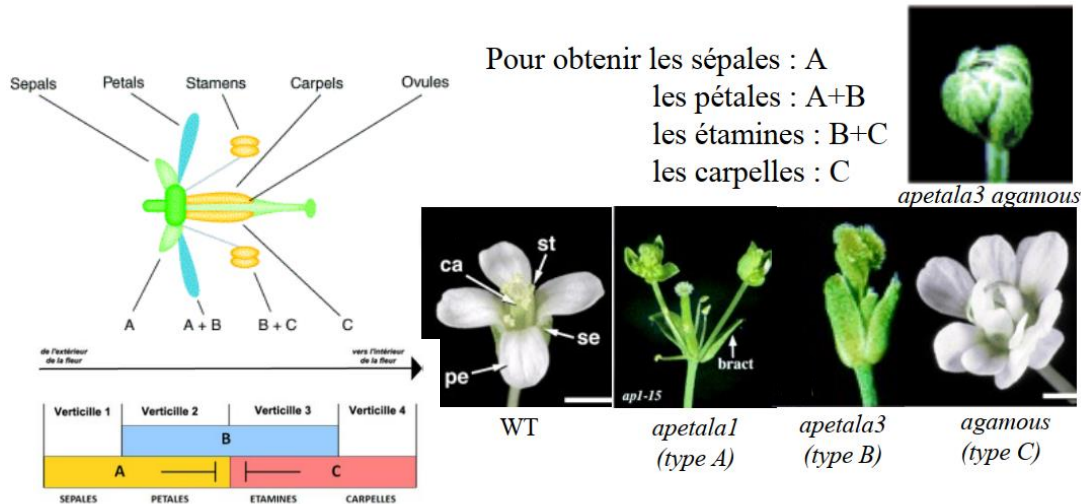 Sepals
Petals
Stamens
Carpels
Ovules
A
A + B
B + C
C
de l'extérieur
de la fleur
vers l'intérieur
de la fleur
Verticille 1
Verticille 2
Verticille 3
Verticille 4
B
A
C
SEPALES
PETALES
ETAMINES
CARPELLES
Pour obtenir les sépales : A
les pétales : A+B
les étamines : B+C
les carpelles : C
apetala3 agamous
ca
st
se
pe
WT
bract
ap1-15
apetala1
(type A)
apetala3
(type B)
agamous
(type C)